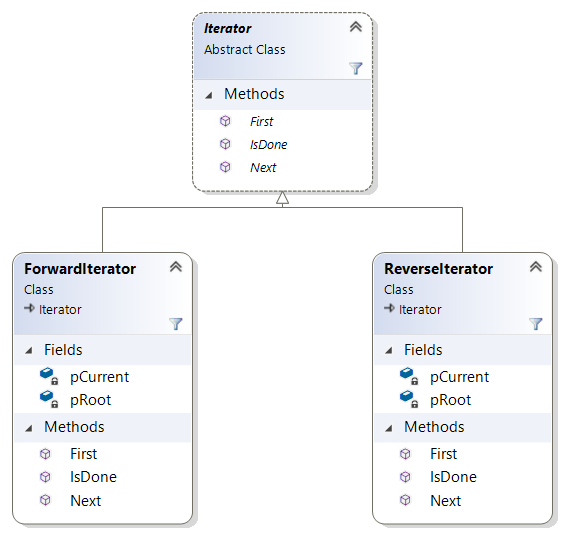 Iterator
Abstract Class
Methods
First
IsDone
Next
ForwardIterator
Class
Iterator
Fields
pCurrent
pRoot
Methods
First
IsDone
Next
ReverseIterator
Class
Iterator
Fields
pCurrent
pRoot
Methods
First
IsDone
Next